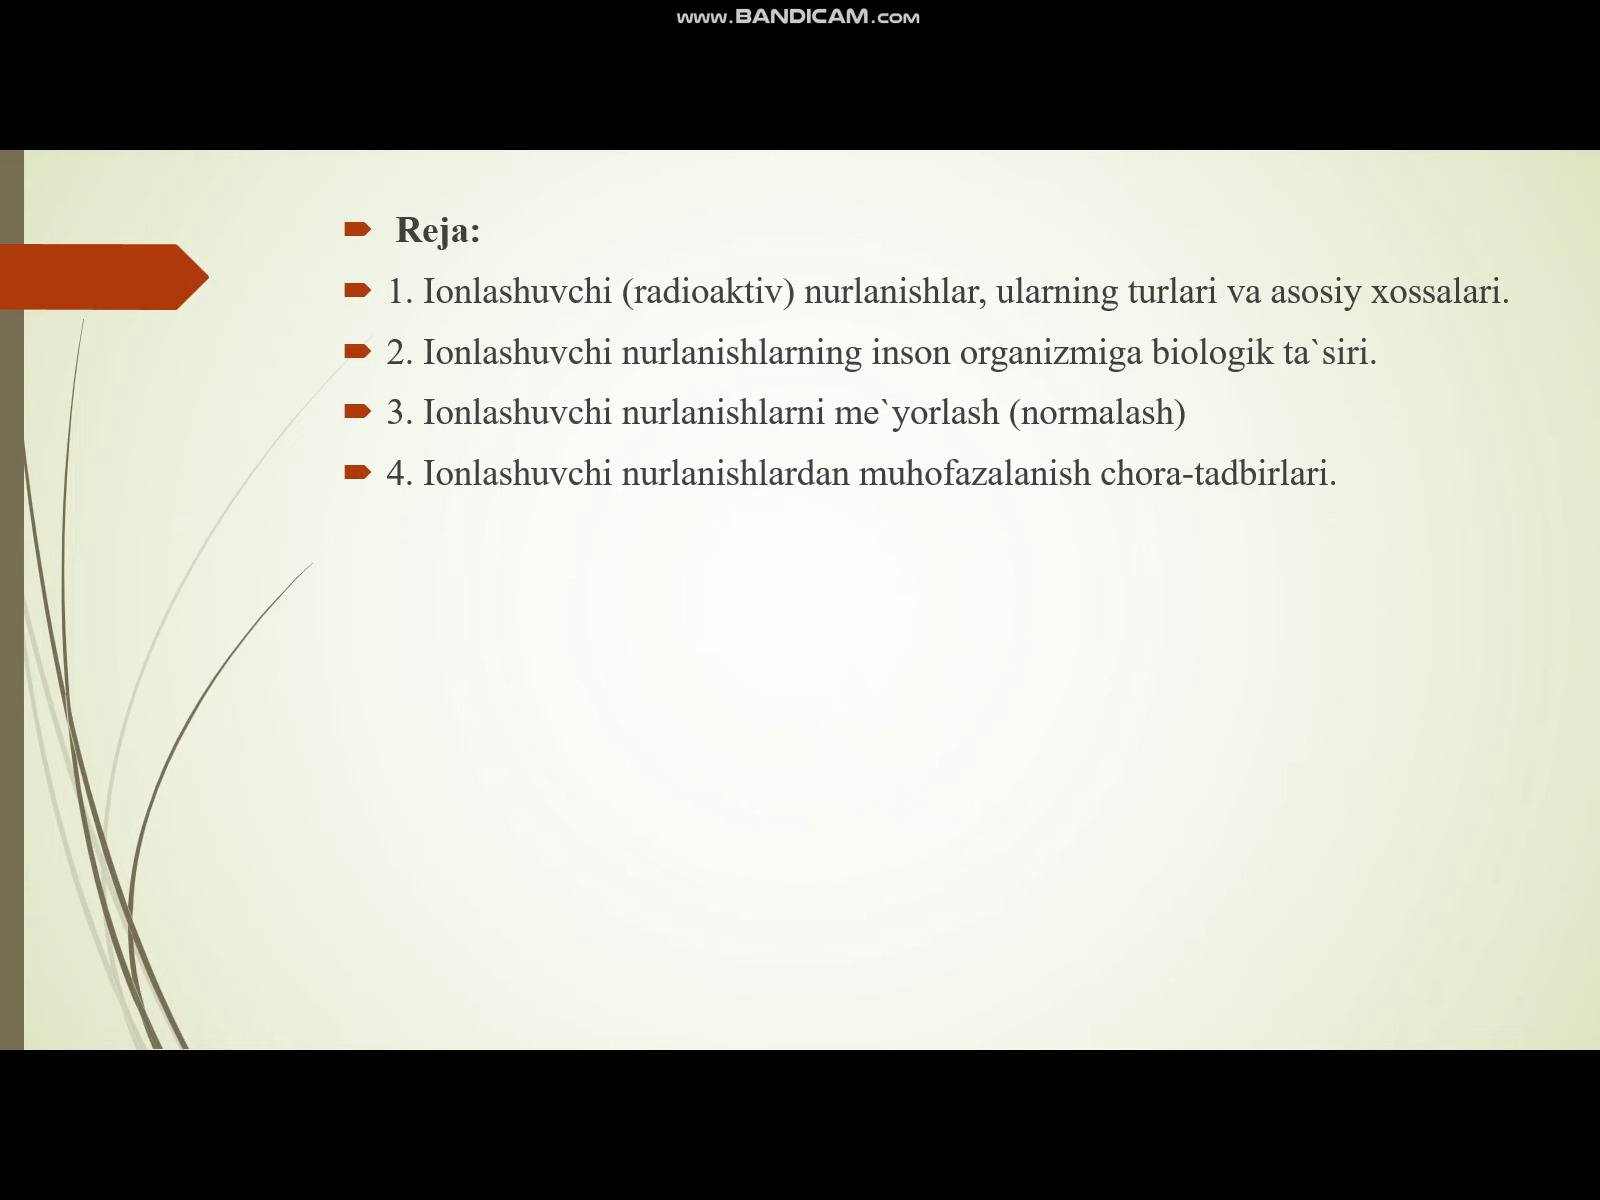 www.BANDICAM.com
Reja:
1. Ionlashuvchi (radioaktiv) nurlanishlar, ularning turlari va asosiy xossalari.
2. Ionlashuvchi nurlanishlarning inson organizmiga biologik ta`siri.
3. Ionlashuvchi nurlanishlarni me`yorlash (normalash)
4. Ionlashuvchi nurlanishlardan muhofazalanish chora-tadbirlari.